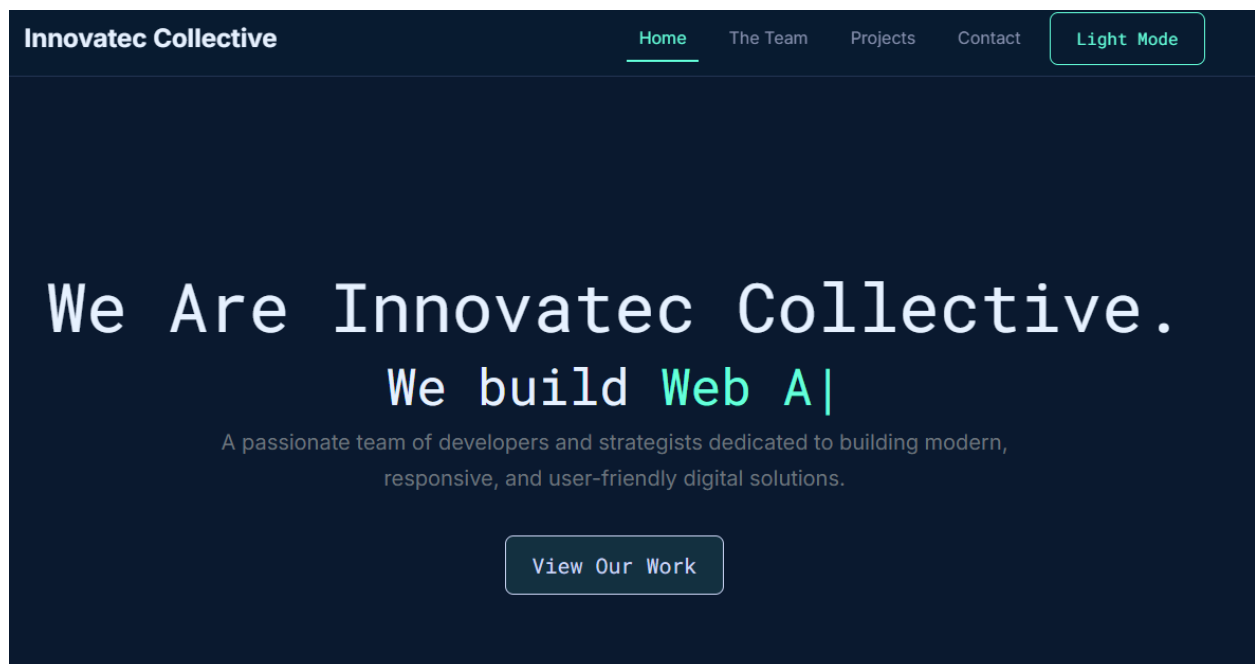 Innovatec Collective
Home The Team Projects Contact Light Mode
We Are Innovatec Collective.
We build Web A|
A passionate team of developers and strategists dedicated to building modern,
responsive, and user-friendly digital solutions.
View Our Work